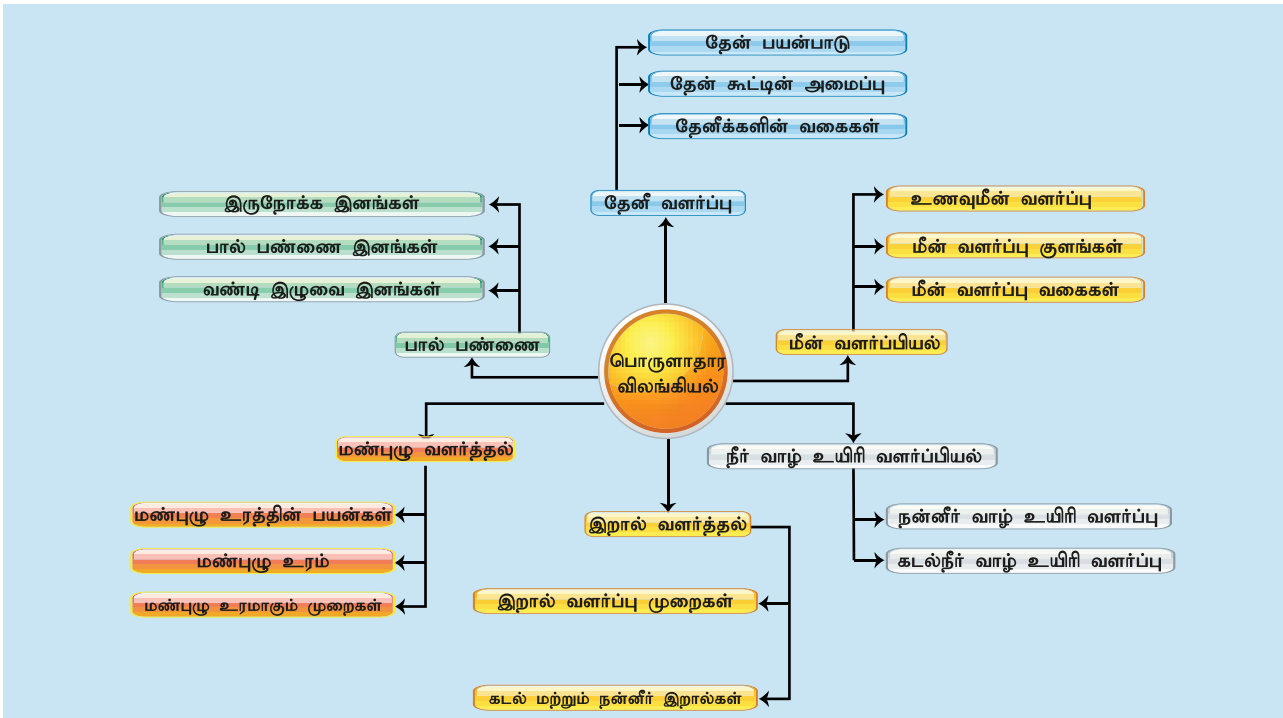 தேன் பயன்பாடு
தேன் கூட்டின் அமைப்பு
தேனீக்களின் வகைகள்
தேனீ வளர்ப்பு
இருநோக்க இனங்கள்
பால் பண்ணை இனங்கள்
வண்டி இழுவை இனங்கள்
பால் பண்ணை
உணவுமீன் வளர்ப்பு
மீன் வளர்ப்பு குளங்கள்
மீன் வளர்ப்பு வகைகள்
மீன் வளர்ப்பியல்
பொருளாதார
விலங்கியல்
மண்புழு வளர்த்தல்
மண்புழு உரத்தின் பயன்கள்
மண்புழு உரம்
மண்புழு உரமாகும் முறைகள்
இறால் வளர்த்தல்
இறால் வளர்ப்பு முறைகள்
கடல் மற்றும் நன்னீர் இறால்கள்
நீர் வாழ் உயிரி வளர்ப்பியல்
நன்னீர் வாழ் உயிரி வளர்ப்பு
கடல்நீர் வாழ் உயிரி வளர்ப்பு